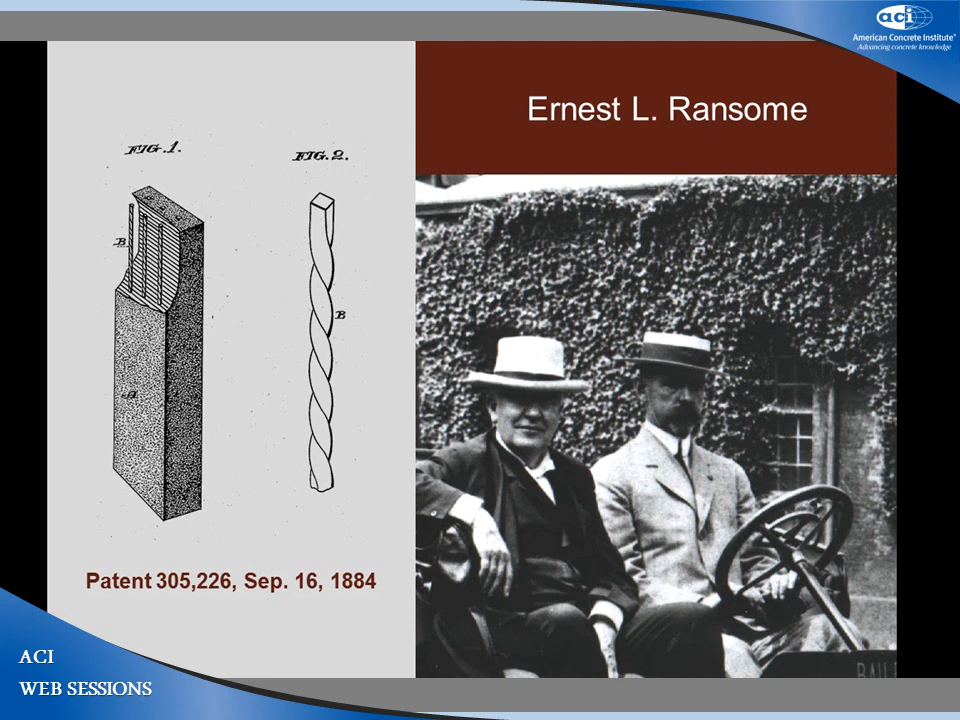 aci
American Concrete Institute®
Advancing concrete knowledge
Ernest L. Ransome
FIG. 1.
FIG. 2.
B
B
A
Patent 305,226, Sep. 16, 1884
ACI
WEB SESSIONS